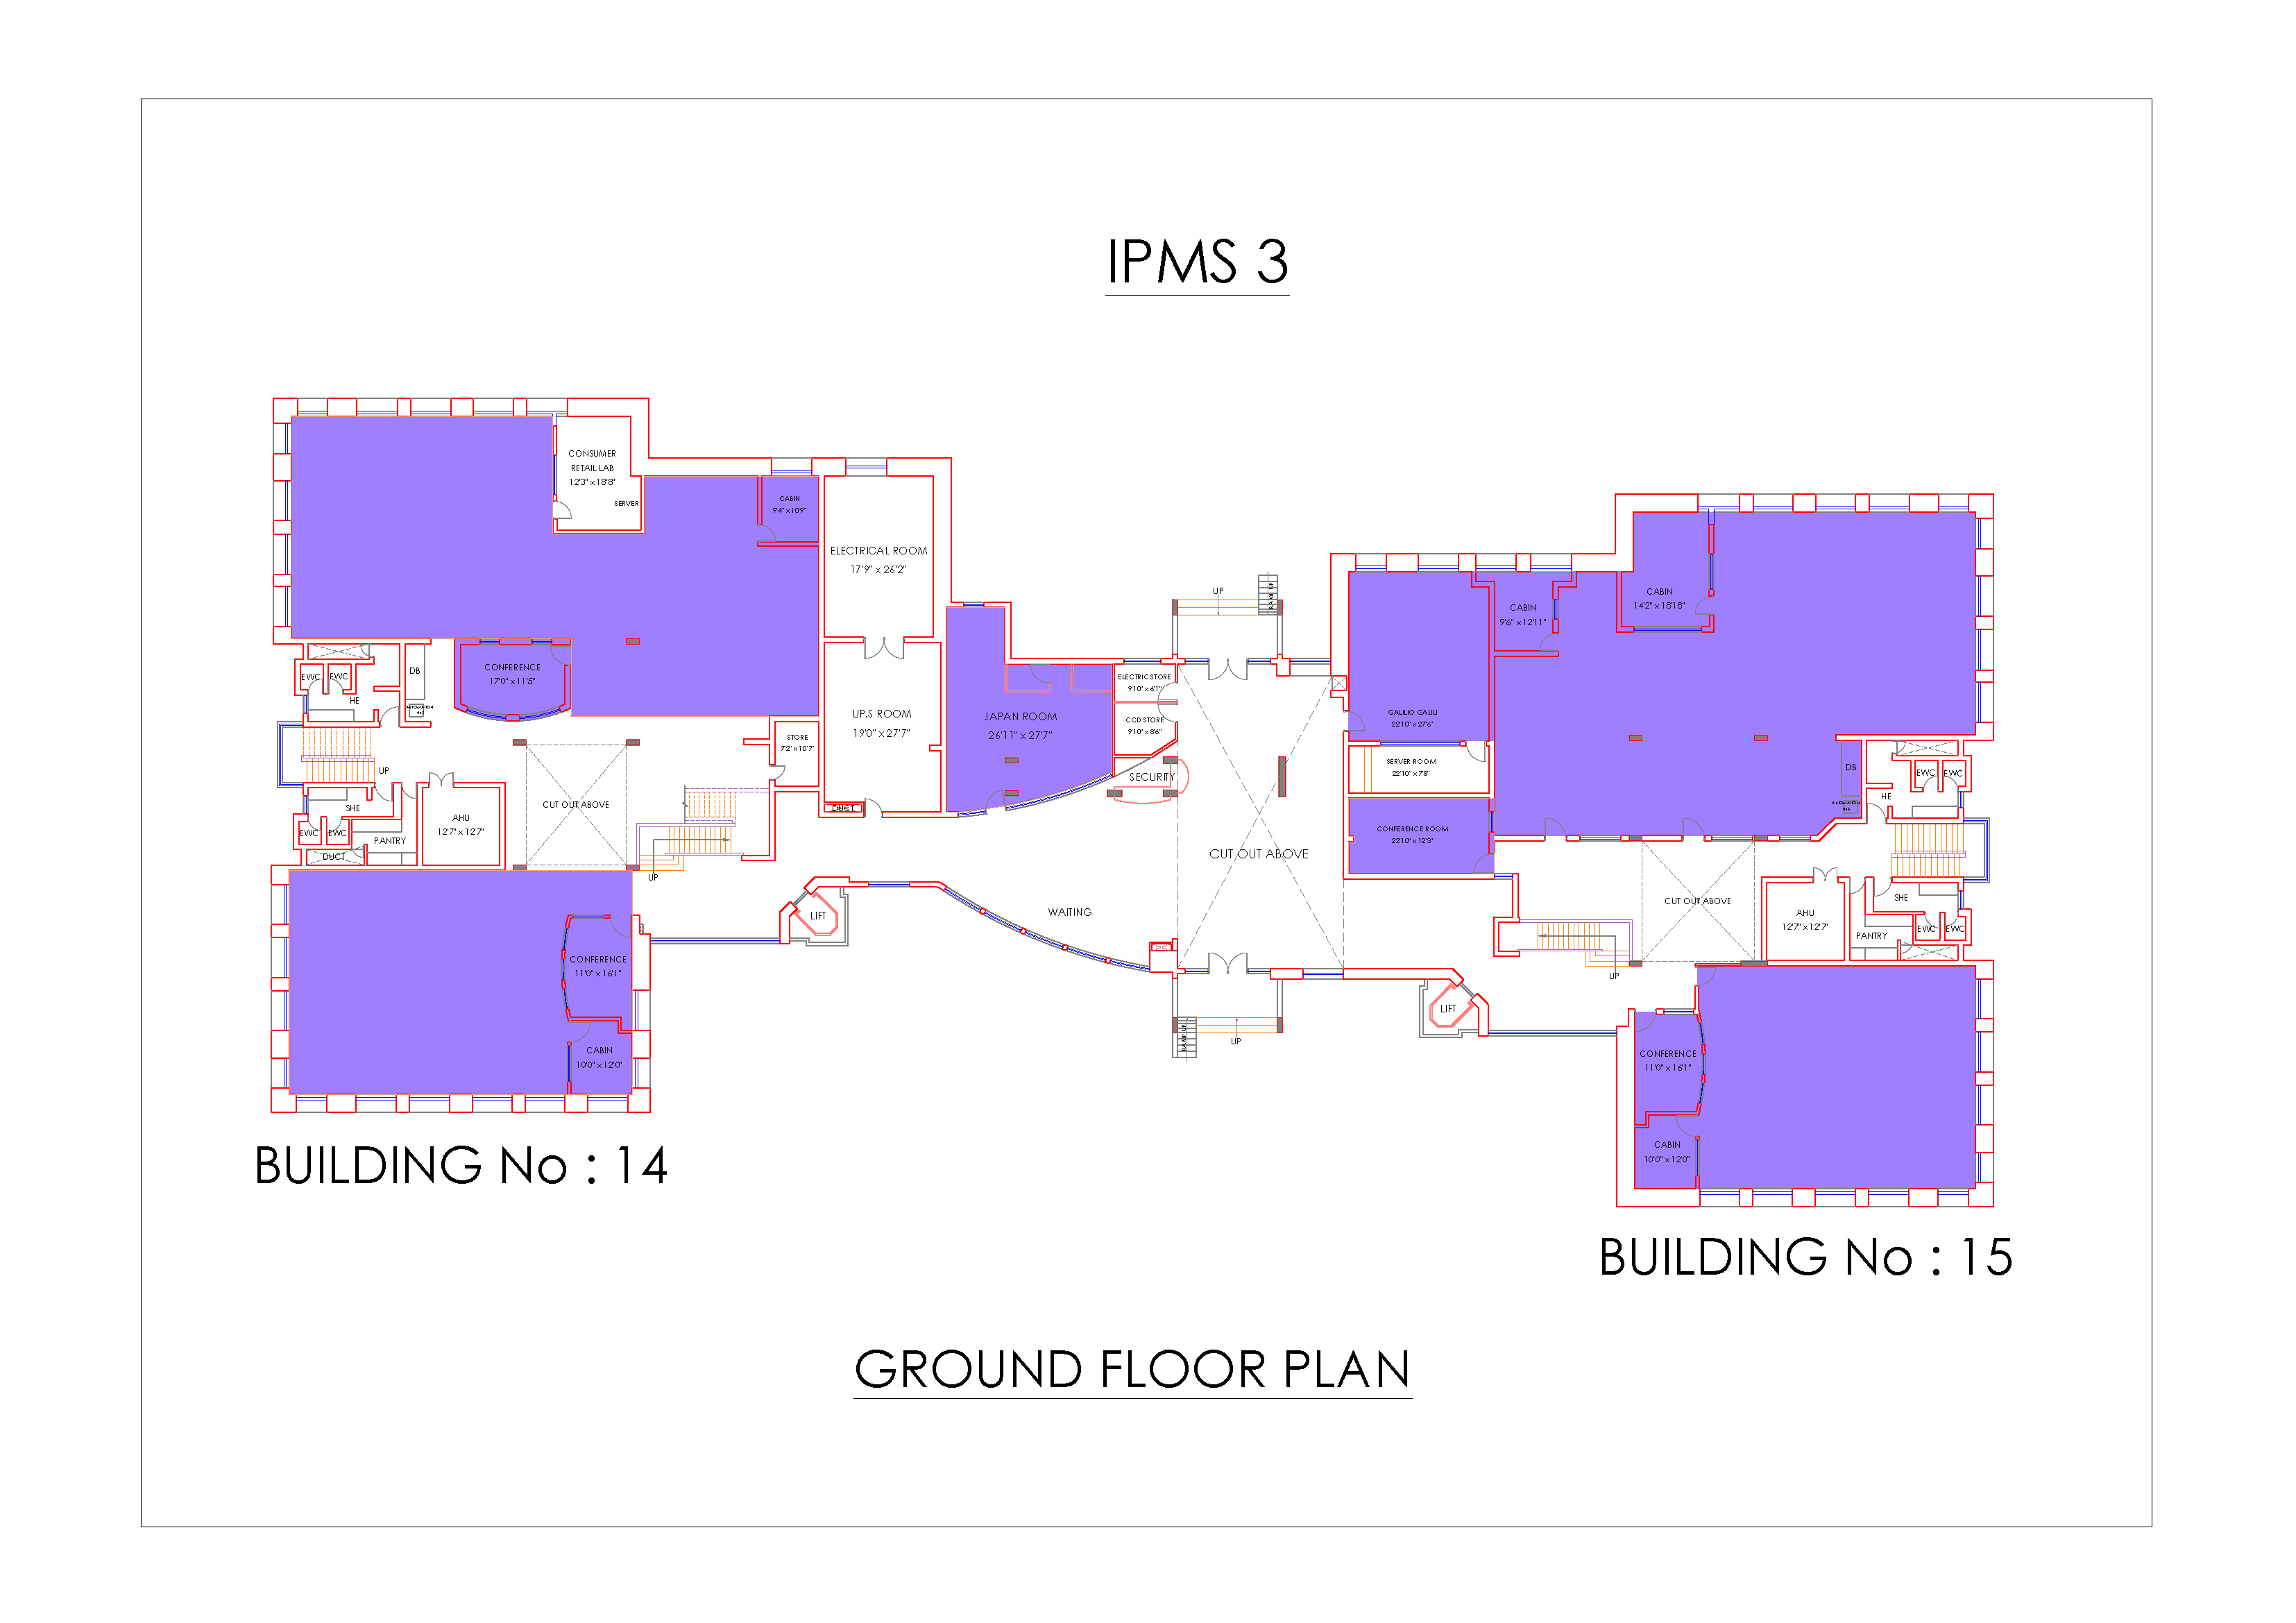 IPMS 3
CONSUMER
RETAIL LAB
12'3" x 18'8"
SERVER
CABIN
9'4" x 10'9"
ELECTRICAL ROOM
17'9" x 26'2"
CONFERENCE
17'0" x 11'5"
DB
EWC
EWC
HE
UP
SHE
EWC
EWC
DUCT
PANTRY
AHU
12'7" x 12'7"
CUT OUT ABOVE
UP
STORE
7'2" x 10'7"
U.P.S ROOM
19'0" x 27'7"
DUCT
JAPAN ROOM
26'11" x 27'7"
ELECTRIC STORE
9'10" x 6'1"
CCD STORE
9'10" x 8'6"
SECURITY
UP
RAMP UP
CUT OUT ABOVE
WAITING
LIFT
CONFERENCE
11'0" x 16'1"
CABIN
10'0" x 12'0"
RAMP UP
UP
GALILIO GALILI
22'10" x 27'6"
SERVER ROOM
22'10" x 7'8"
CONFERENCE ROOM
22'10" x 12'3"
CABIN
9'6" x 12'11"
CABIN
14'2" x 18'18"
DB
EWC
EWC
HE
SHE
EWC
EWC
PANTRY
AHU
12'7" x 12'7"
CUT OUT ABOVE
UP
LIFT
CONFERENCE
11'0" x 16'1"
CABIN
10'0" x 12'0"
BUILDING No : 14
BUILDING No : 15
GROUND FLOOR PLAN